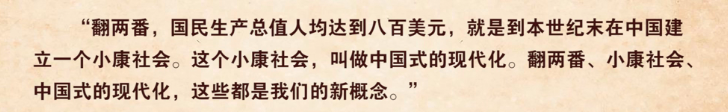 “翻两番，国民生产总值人均达到八百美元，就是到本世纪末在中国建
立一个小康社会。这个小康社会，叫做中国式的现代化。翻两番、小康社会、
中国式的现代化，这些都是我们的新概念。”